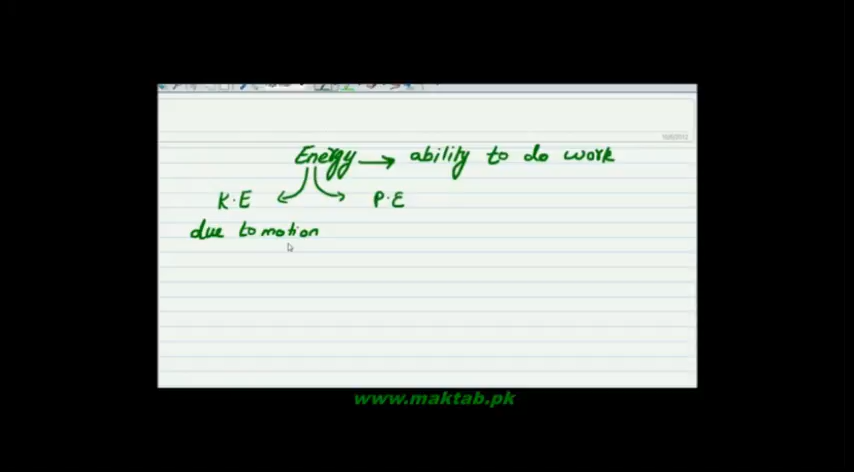 Energy → ability to do work
K.E P.E
due to motion
www.maktab.pk